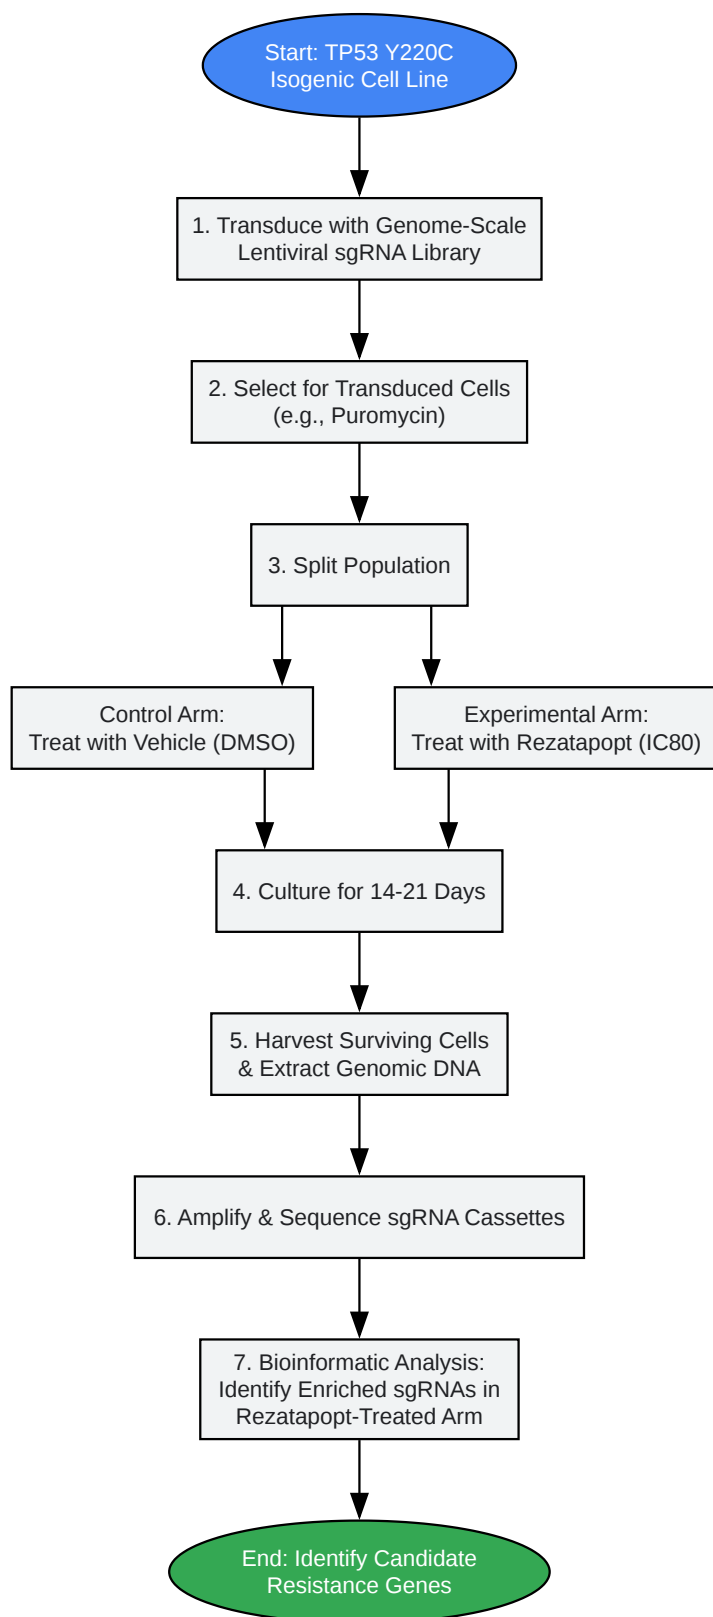 Start: TP53 Y220C
Isogenic Cell Line
1. Transduce with Genome-Scale
Lentiviral sgRNA Library
2. Select for Transduced Cells
(e.g., Puromycin)
3. Split Population
Control Arm:
Treat with Vehicle (DMSO)
Experimental Arm:
Treat with Rezatapopt (IC80)
4. Culture for 14-21 Days
5. Harvest Surviving Cells
& Extract Genomic DNA
6. Amplify & Sequence sgRNA Cassettes
7. Bioinformatic Analysis:
Identify Enriched sgRNAs in
Rezatapopt-Treated Arm
End: Identify Candidate
Resistance Genes